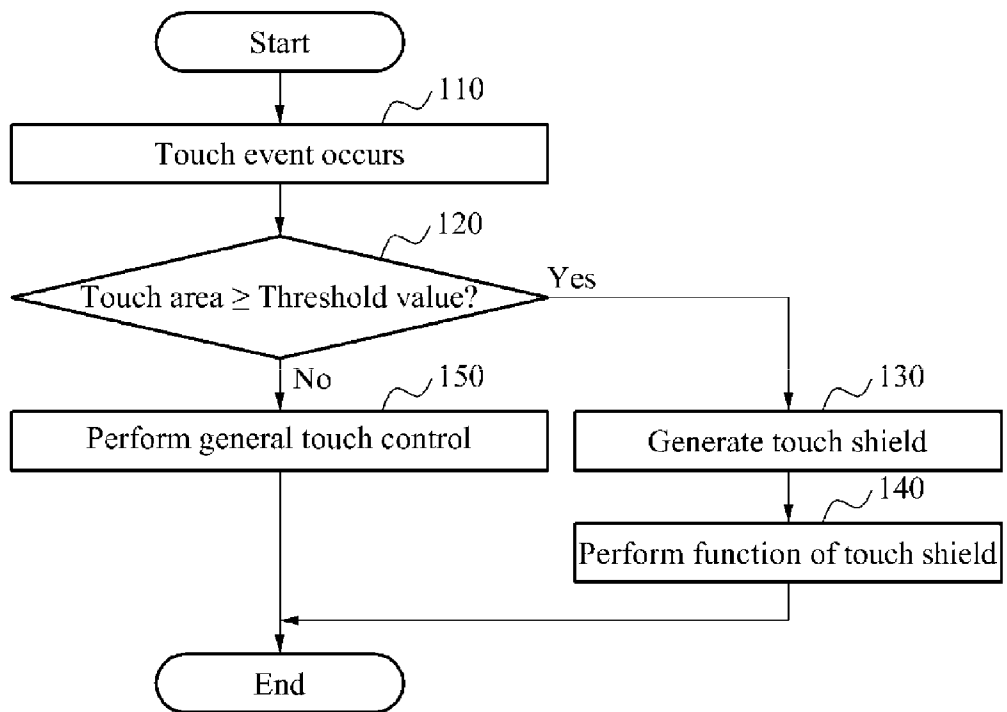 Start
110
Touch event occurs
120
Touch area ≥ Threshold value?
Yes
No
150
Perform general touch control
130
Generate touch shield
140
Perform function of touch shield
End